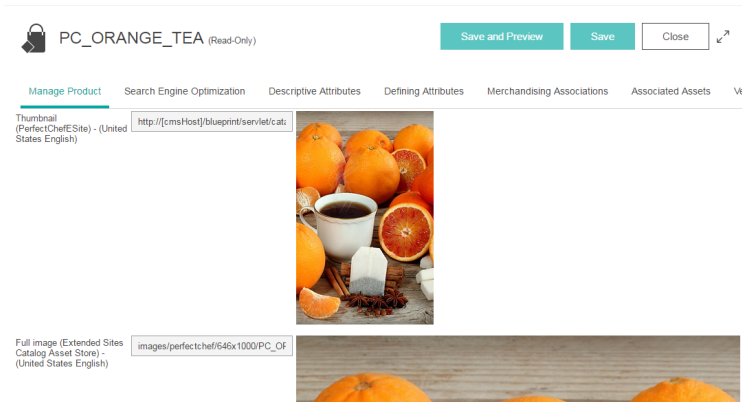 PC_ORANGE_TEA (Read-Only)
Save and Preview
Save
Close
Manage Product
Search Engine Optimization
Descriptive Attributes
Defining Attributes
Merchandising Associations
Associated Assets
Thumbnail
(PerfectChefESite) - (United
States English)
http://[cmsHost]/blueprint/servlet/cata
Full image (Extended Sites
Catalog Asset Store) -
(United States English)
images/perfectchef/646x1000/PC_OF